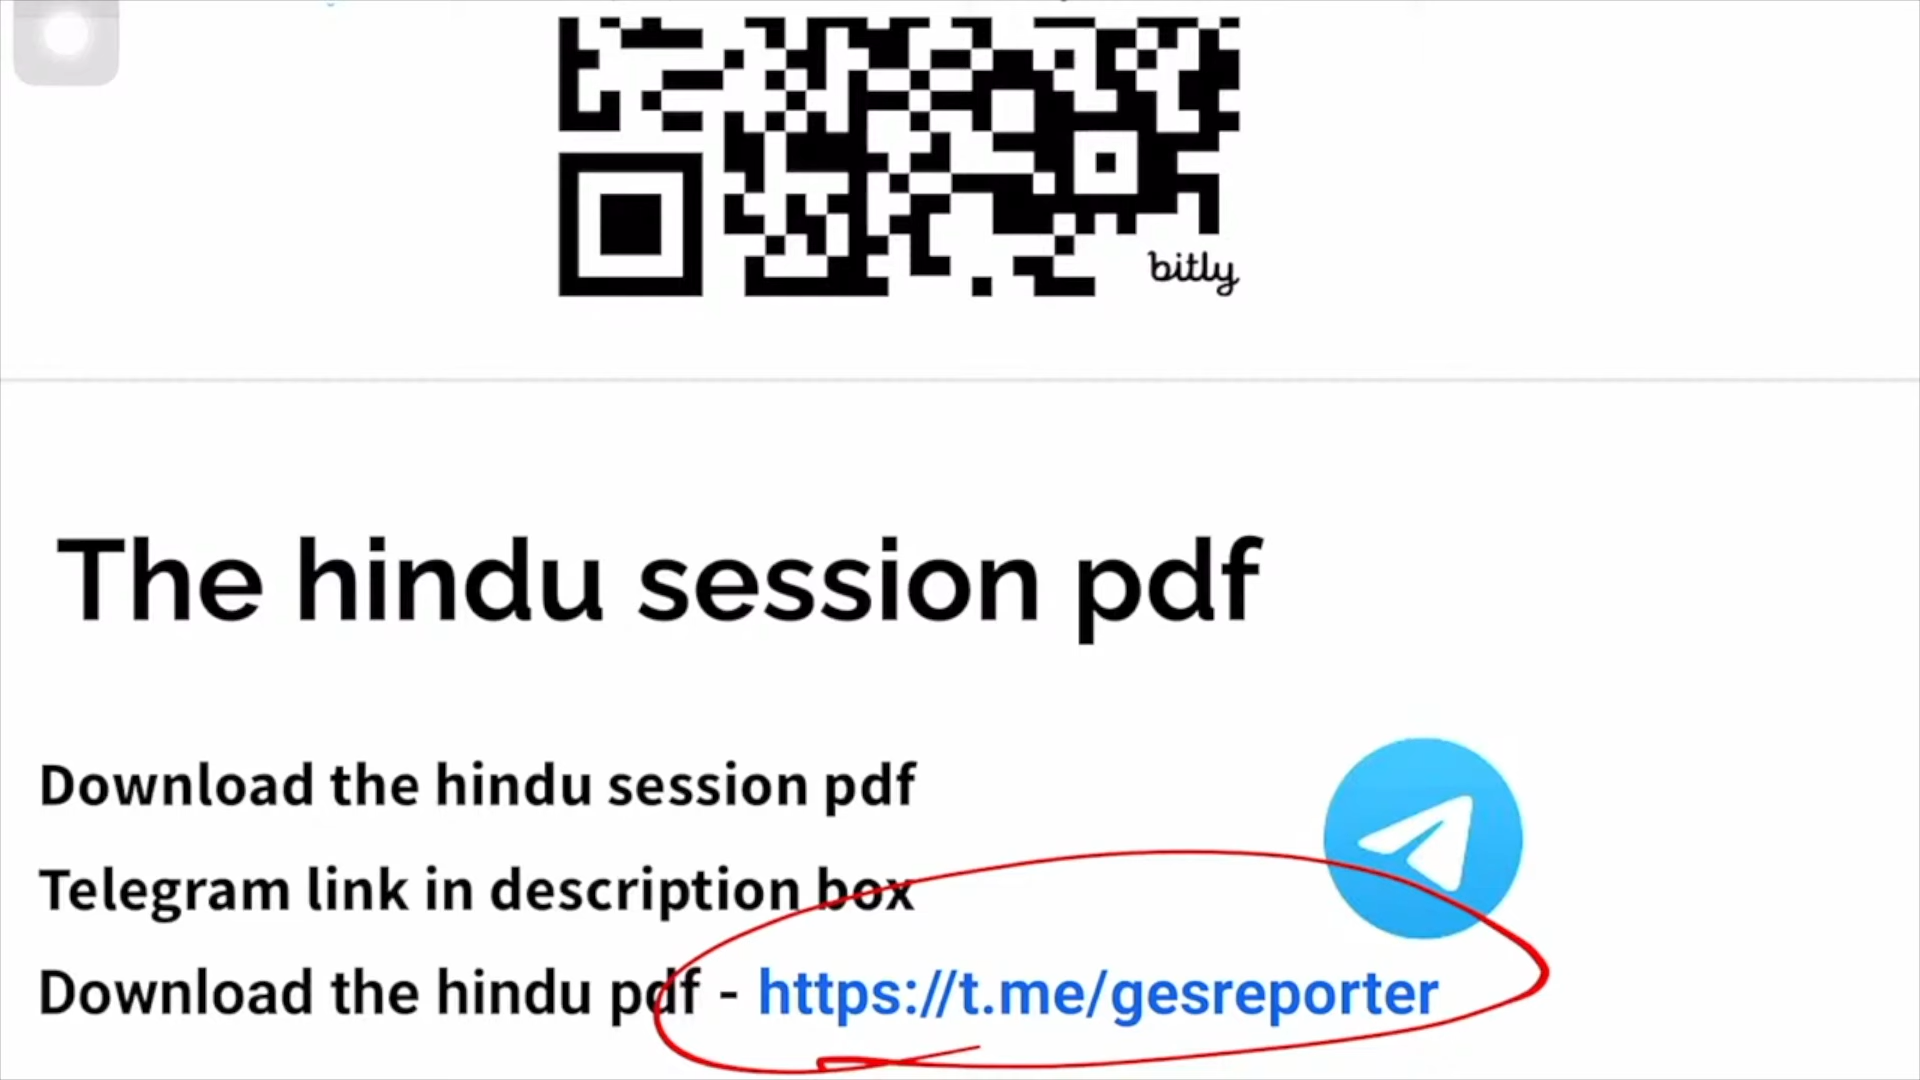 bitly
The hindu session pdf
Download the hindu session pdf
Telegram link in description box
Download the hindu pdf - https://t.me/gesreporter